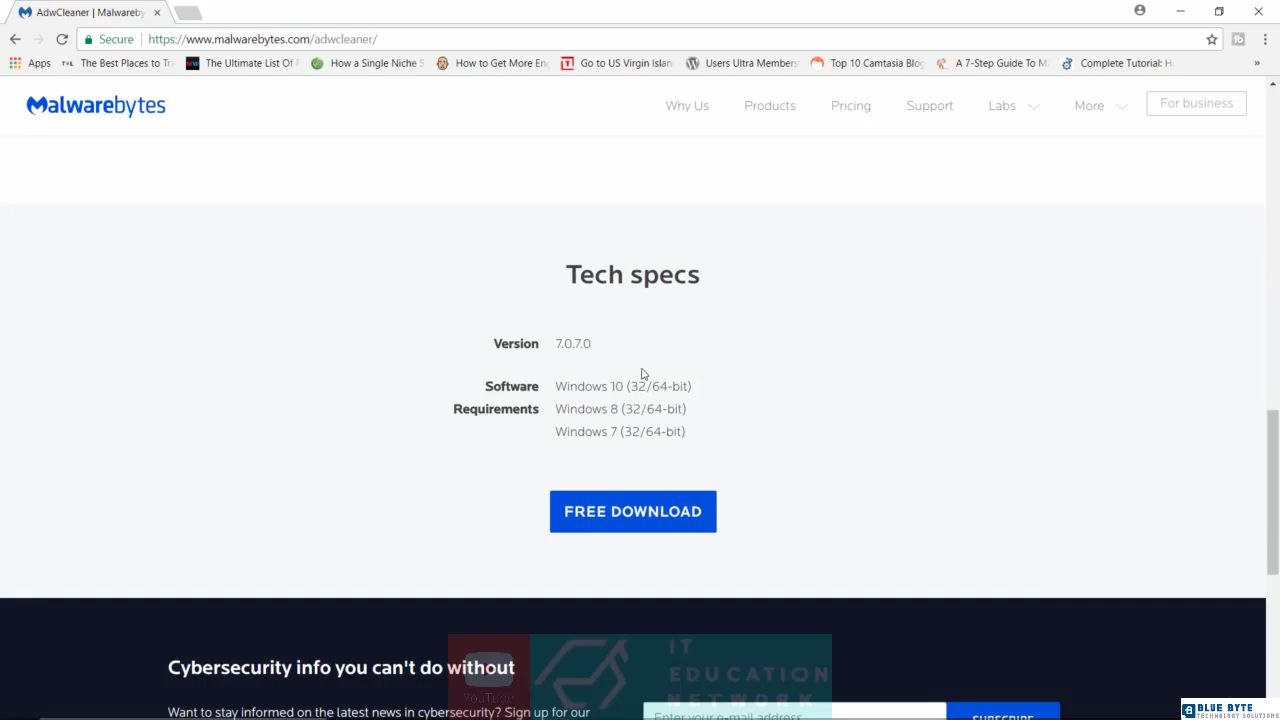 AdwCleaner | Malwareby
Secure
https://www.malwarebytes.com/adwcleaner/
Apps
The Best Places to Tr
The Ultimate List Of
How a Single Niche S
How to Get More En
Go to US Virgin Islan
Users Ultra Members
Top 10 Camtasia Blog
A 7-Step Guide To M
Complete Tutorial: H
Malwarebytes
Why Us
Products
Pricing
Support
Labs
More
For business
Tech specs
Version 7.0.7.0
Software Windows 10 (32/64-bit)
Requirements Windows 8 (32/64-bit)
Windows 7 (32/64-bit)
FREE DOWNLOAD
Cybersecurity info you can't do without
Want to stay informed on the latest news in cybersecurity? Sign up for our
YouTube
IT
EDUCATION
NETWORK
Enter your e-mail address
SUBSCRIBE
BLUE BYTE
TECHNOLOGY SOLUTIONS